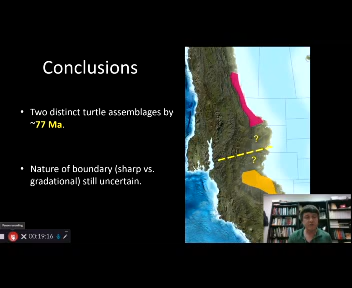 Conclusions
• Two distinct turtle assemblages by
~77 Ma.
?
?
• Nature of boundary (sharp vs.
gradational) still uncertain.
00:19:16